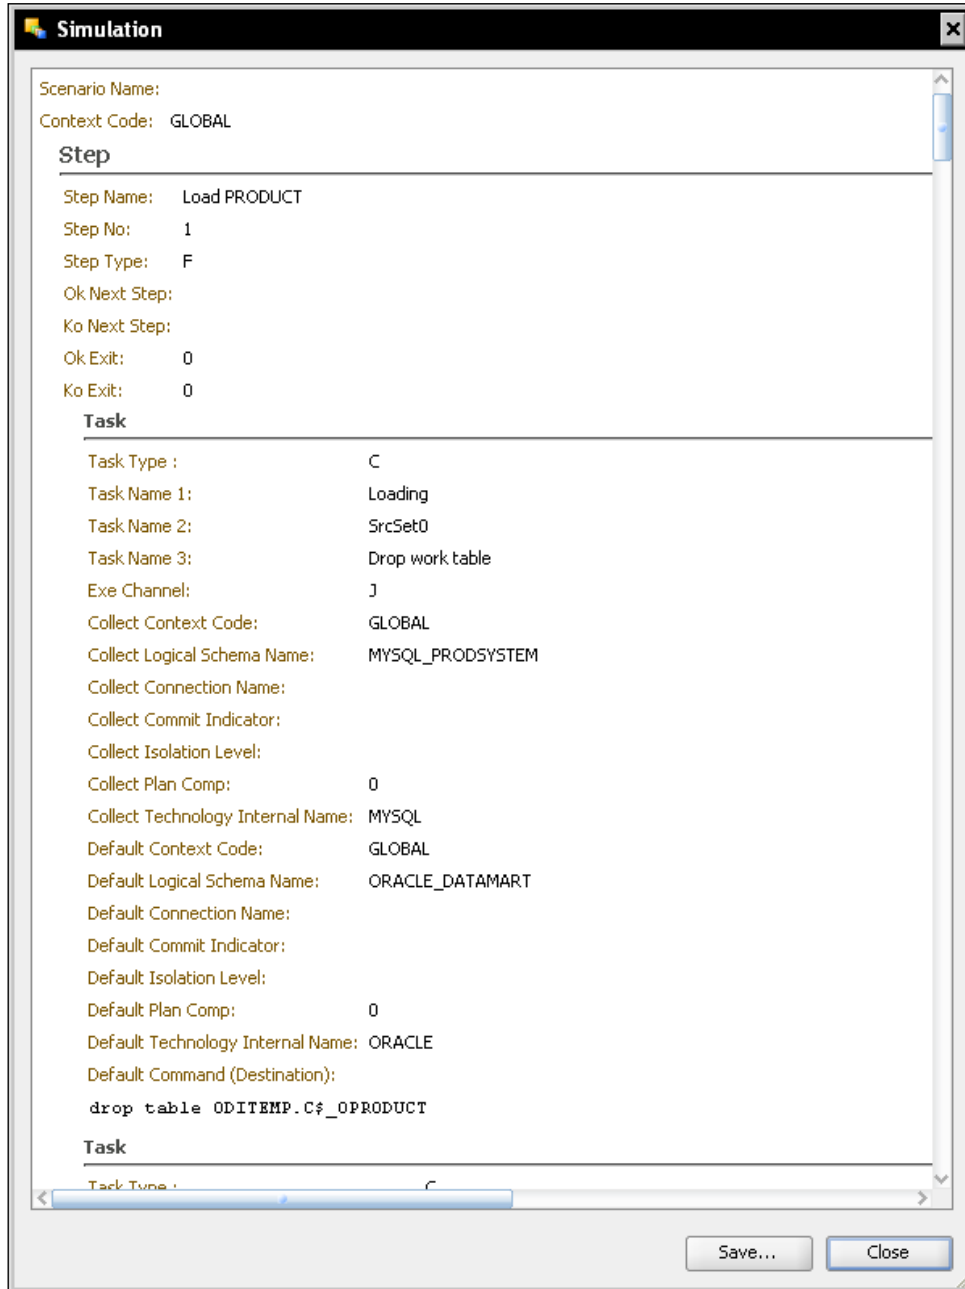 Simulation
Scenario Name:
Context Code: GLOBAL
Step
Step Name: Load PRODUCT
Step No: 1
Step Type: F
Ok Next Step:
Ko Next Step:
Ok Exit: 0
Ko Exit: 0
Task
Task Type : C
Task Name 1: Loading
Task Name 2: SrcSet0
Task Name 3: Drop work table
Exe Channel: J
Collect Context Code: GLOBAL
Collect Logical Schema Name: MYSQL_PRODSYSTEM
Collect Connection Name:
Collect Commit Indicator:
Collect Isolation Level:
Collect Plan Comp: 0
Collect Technology Internal Name: MYSQL
Default Context Code: GLOBAL
Default Logical Schema Name: ORACLE_DATAMART
Default Connection Name:
Default Commit Indicator:
Default Isolation Level:
Default Plan Comp: 0
Default Technology Internal Name: ORACLE
Default Command (Destination):
drop table ODITEMP.C$_0PRODUCT
Task
Task Type : C
Save... Close